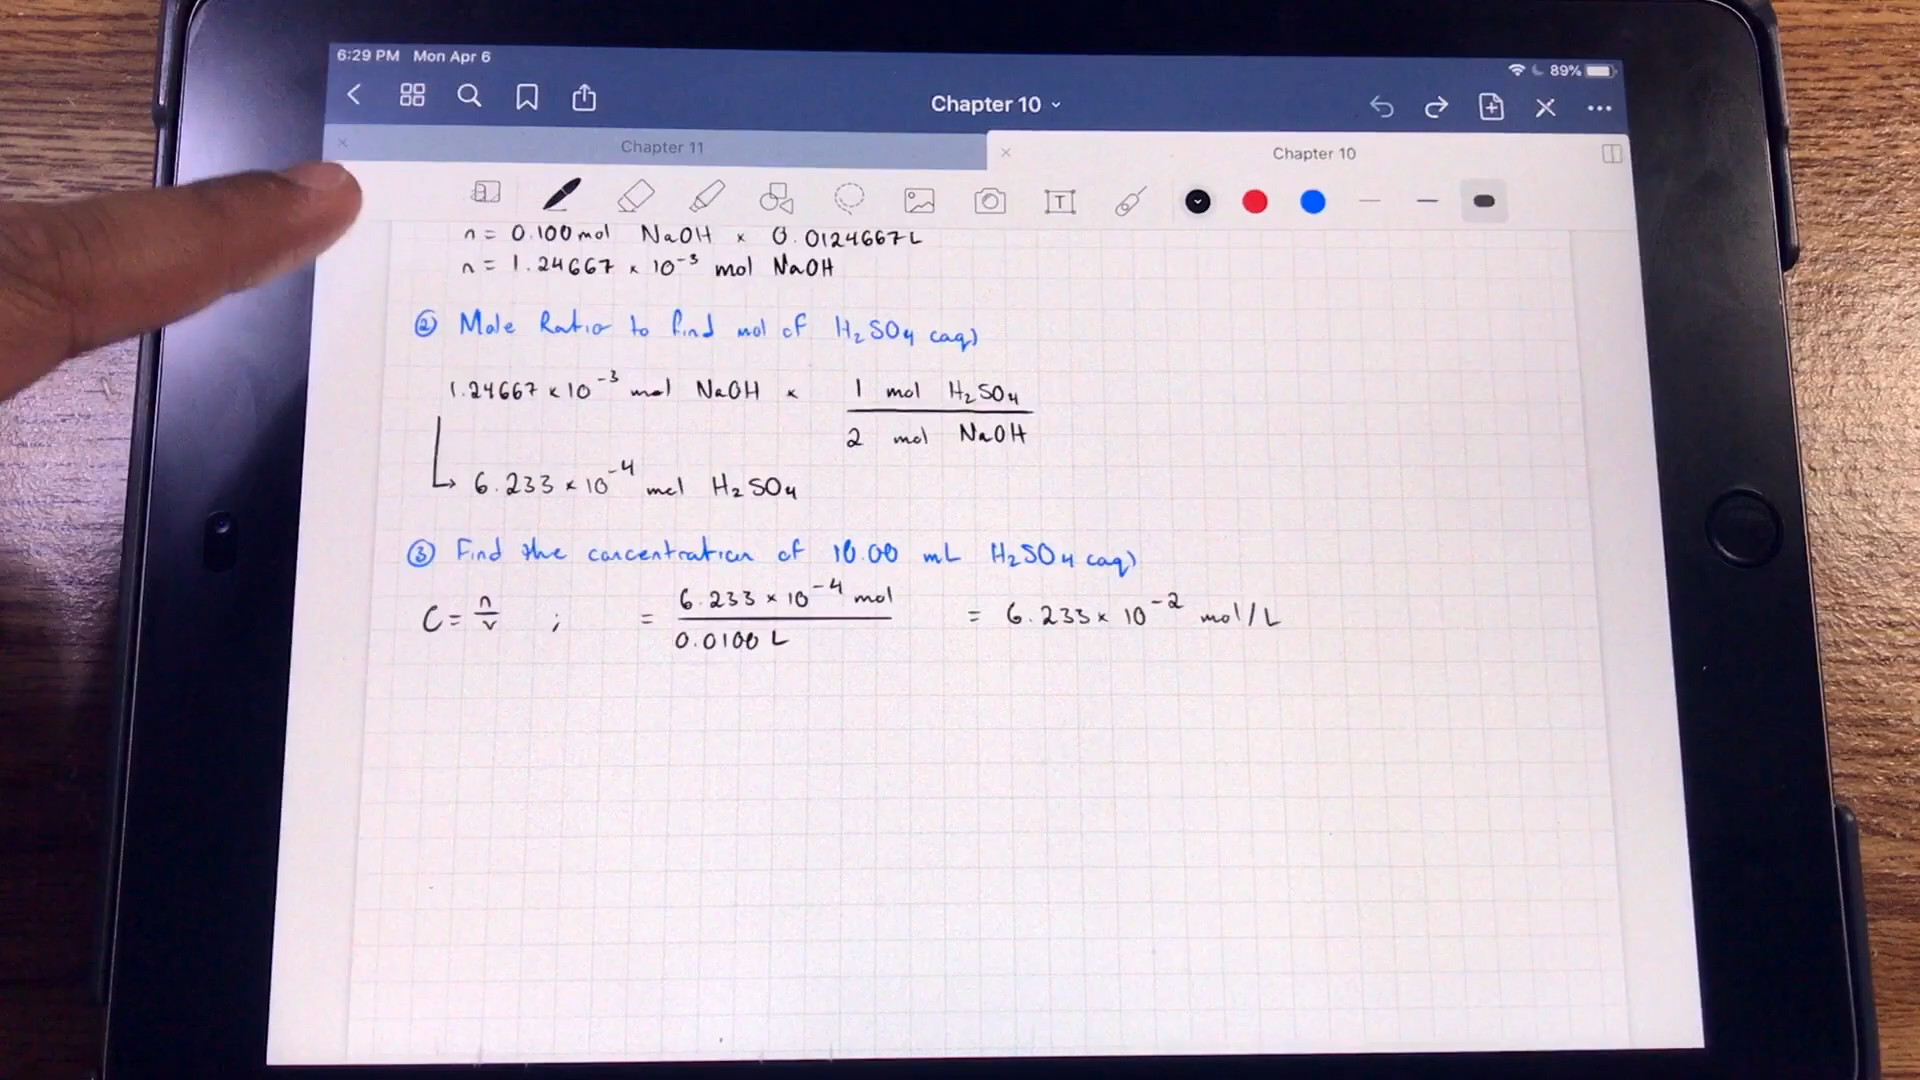 6:29 PM Mon Apr 6
89%
Chapter 10
Chapter 11
Chapter 10
n = 0.100 mol NaOH × 0.0124667 L
n = 1.24667 × 10⁻³ mol NaOH
② Mole Ratio to find mol of H₂SO₄ (aq)
1.24667 × 10⁻³ mol NaOH × 1 mol H₂SO₄
2 mol NaOH
↳ 6.233 × 10⁻⁴ mol H₂SO₄
③ Find the concentration of 10.00 mL H₂SO₄ (aq)
C = n/v ; = 6.233 × 10⁻⁴ mol / 0.0100 L = 6.233 × 10⁻² mol/L